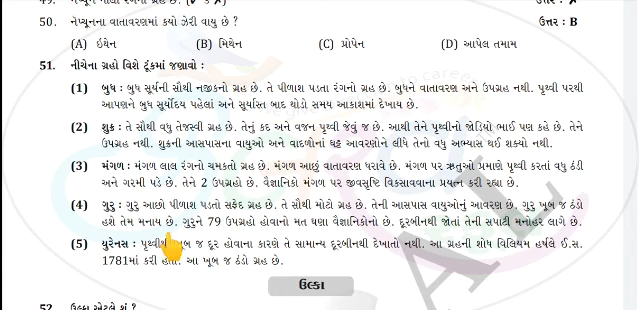 50. નેપ્ચૂનના વાતાવરણમાં કયો ઝેરી વાયુ છે ? ઉત્તર : B
(A) ઇથેન (B) મિથેન (C) પ્રોપેન (D) આપેલ તમામ
51. નીચેના ગ્રહો વિશે ટૂંકમાં જણાવો :
(1) બુધ : બુધ સૂર્યની સૌથી નજીકનો ગ્રહ છે. તે પીળાશ પડતા રંગનો ગ્રહ છે. બુધને વાતાવરણ અને ઉપગ્રહ નથી. પૃથ્વી પરથી
આપણને બુધ સૂર્યોદય પહેલાં અને સૂર્યાસ્ત બાદ થોડો સમય આકાશમાં દેખાય છે.
(2) શુક્ર : તે સૌથી વધુ તેજસ્વી ગ્રહ છે. તેનું કદ અને વજન પૃથ્વી જેવું જ છે. આથી તેને પૃથ્વીનો જોડિયો ભાઈ પણ કહે છે. તેને
ઉપગ્રહ નથી. શુક્રની આસપાસના વાયુઓ અને વાદળોનાં ઘટ્ટ આવરણોને લીધે તેનો વધુ અભ્યાસ થઈ શક્યો નથી.
(3) મંગળ : મંગળ લાલ રંગનો ચમકતો ગ્રહ છે. મંગળ આછું વાતાવરણ ધરાવે છે. મંગળ પર ઋતુઓ પ્રમાણે પૃથ્વી કરતાં વધુ ઠંડી
અને ગરમી પડે છે. તેને 2 ઉપગ્રહો છે. વૈજ્ઞાનિકો મંગળ પર જીવસૃષ્ટિ વિકસાવવાના પ્રયત્ન કરી રહ્યા છે.
(4) ગુરુ : ગુરુ આછો પીળાશ પડતો સફેદ ગ્રહ છે. તે સૌથી મોટો ગ્રહ છે. તેની આસપાસ વાયુઓનું આવરણ છે. ગુરુ ખૂબ જ ઠંડો
હશે તેમ મનાય છે. ગુરુને 79 ઉપગ્રહો હોવાનો મત ઘણા વૈજ્ઞાનિકોનો છે. દૂરબીનથી જોતાં તેની સપાટી મનોહર લાગે છે.
(5) યુરેનસ : જ દૂર હોવાના કારણે તે સામાન્ય દૂરબીનથી દેખાતો નથી. આ ગ્રહની શોધ વિલિયમ હર્ષલે ઈ.સ.
1781માં કરી હતી. આ ખૂબ જ ઠંડો ગ્રહ છે.
ઉલ્કા